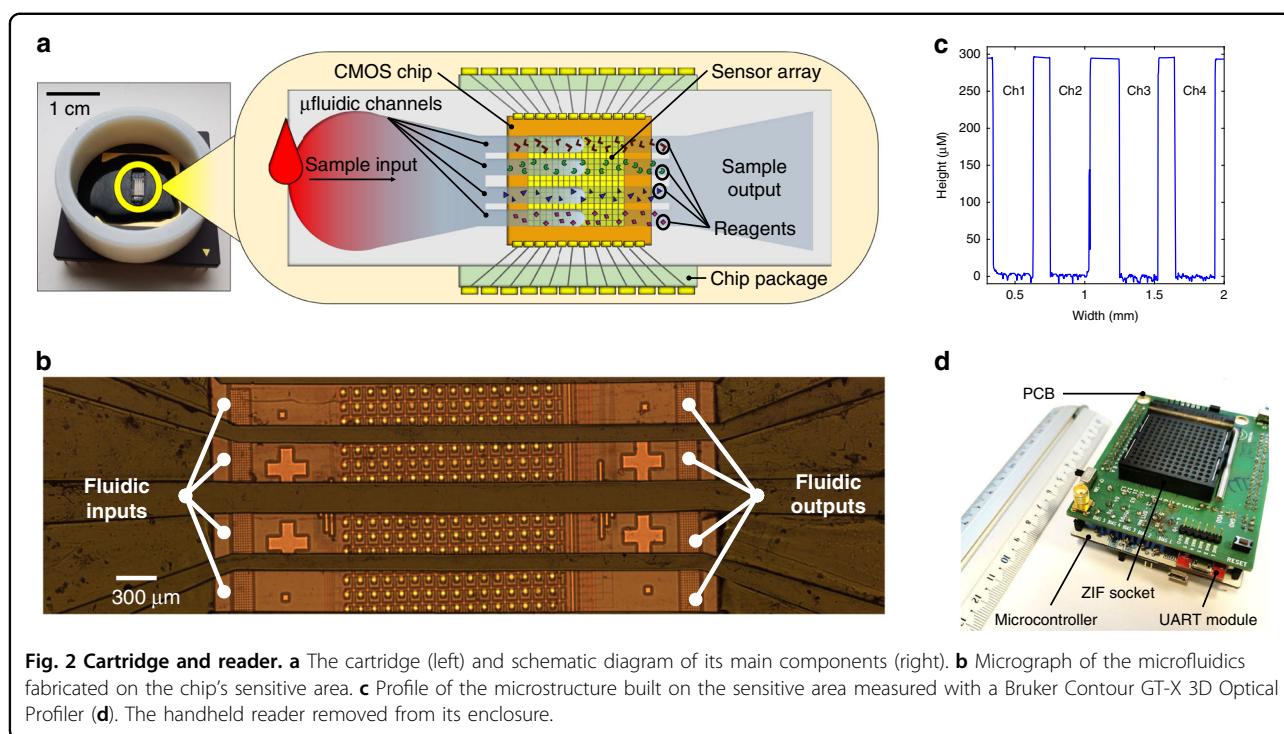 a
1 cm
CMOS chip
Sensor array
µfluidic channels
Sample input
Sample output
Reagents
Chip package
c
300
250
200
150
100
50
0
Height (µM)
Ch1
Ch2
Ch3
Ch4
0.5
1
1.5
2
Width (mm)
b
Fluidic inputs
Fluidic outputs
300 µm
d
PCB
ZIF socket
Microcontroller
UART module
RESET
Fig. 2 Cartridge and reader. a The cartridge (left) and schematic diagram of its main components (right). b Micrograph of the microfluidics
fabricated on the chip's sensitive area. c Profile of the microstructure built on the sensitive area measured with a Bruker Contour GT-X 3D Optical
Profiler (d). The handheld reader removed from its enclosure.